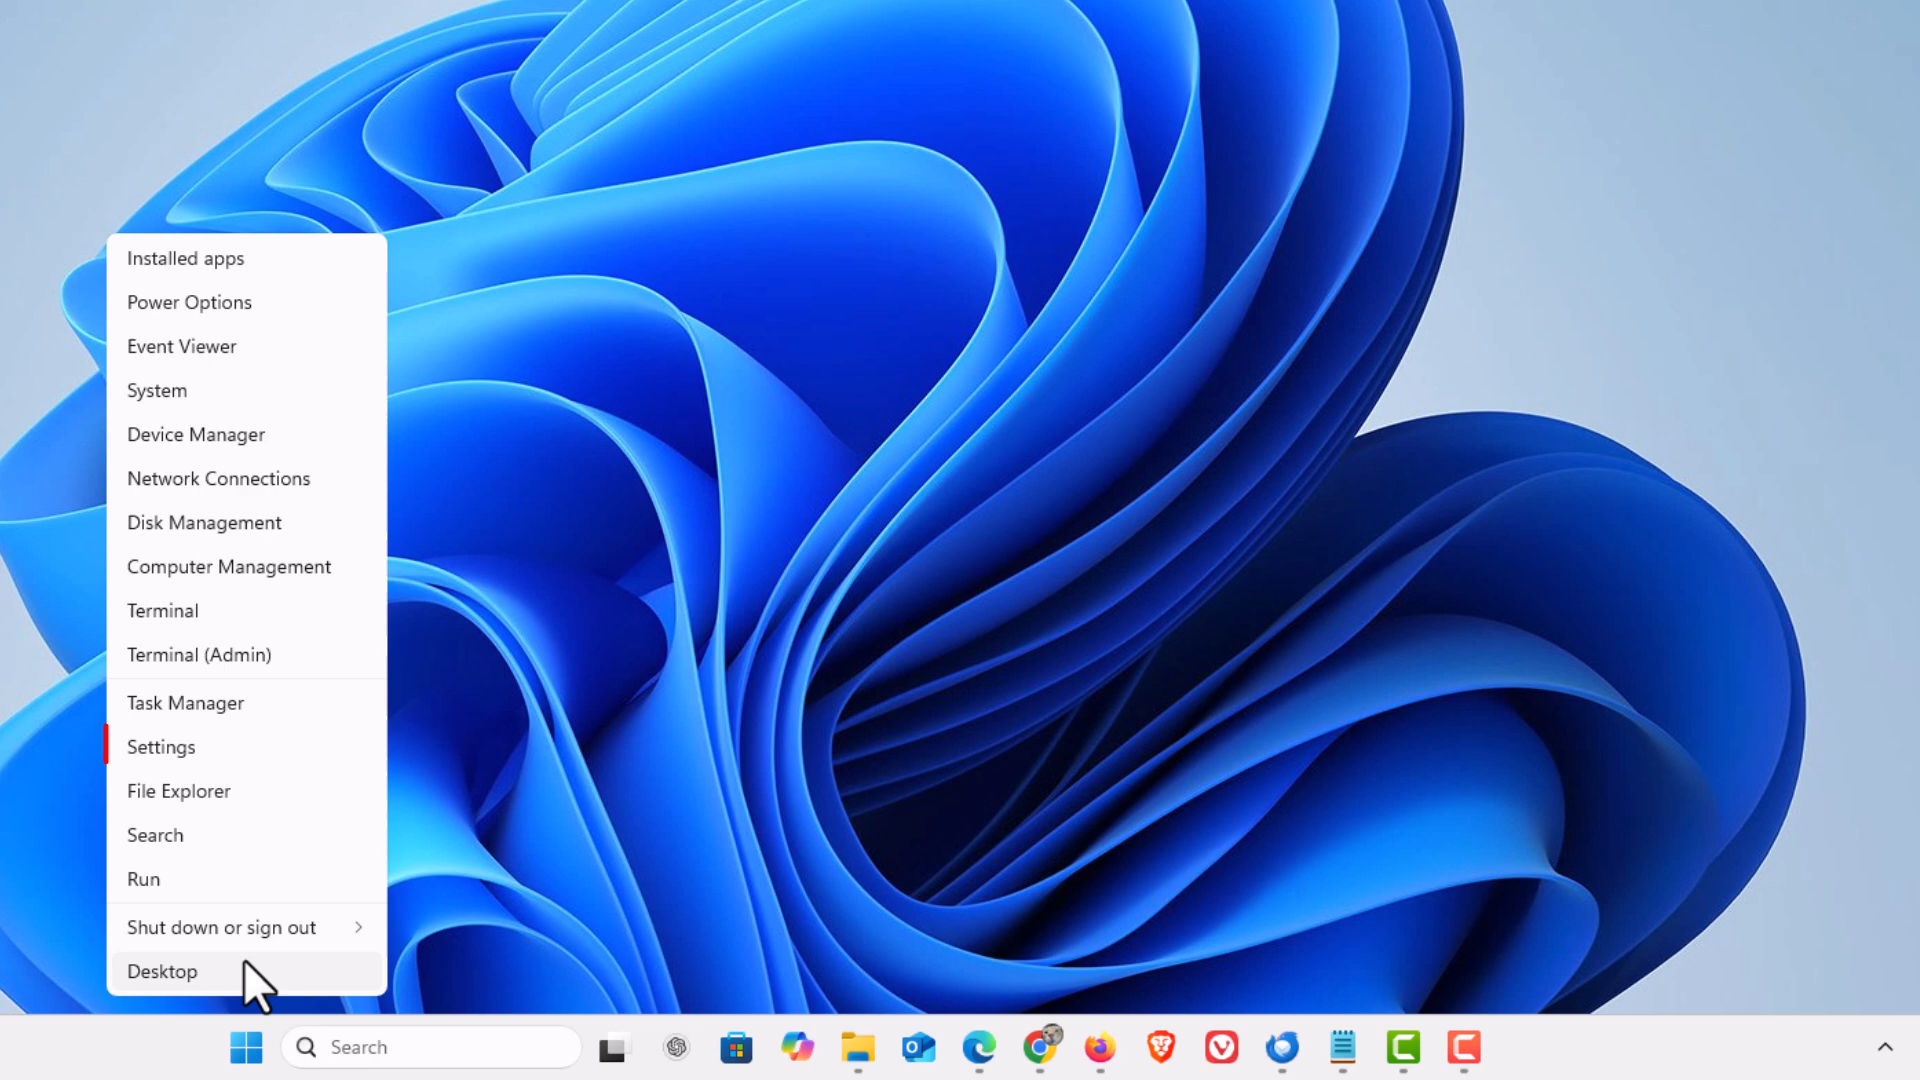 Installed apps
Power Options
Event Viewer
System
Device Manager
Network Connections
Disk Management
Computer Management
Terminal
Terminal (Admin)
Task Manager
Settings
File Explorer
Search
Run
Shut down or sign out
Desktop
Search